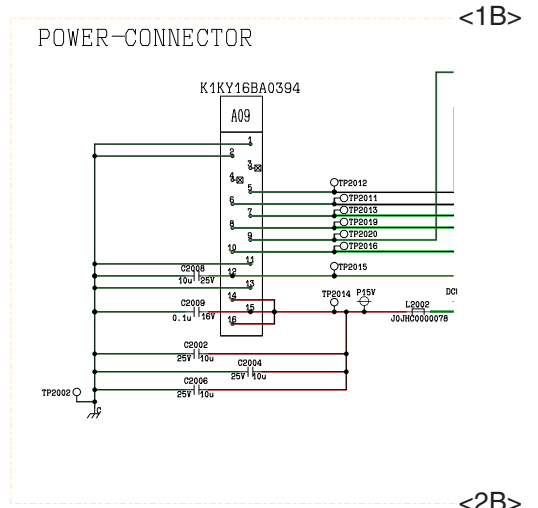 <1B>
POWER-CONNECTOR
K1KY16BA0394
A09
1
2
3
4
5
TP2012
6
TP2011
7
TP2013
8
TP2019
9
TP2020
10
TP2016
11
C2008
12
TP2015
10u 25V
13
14
TP2014
P15V
DC
C2009
15
L2002
0.1u 16V
J0JHC0000078
16
C2002
25V 10u
C2004
25V 10u
C2006
25V 10u
TP2002
C
<2B>